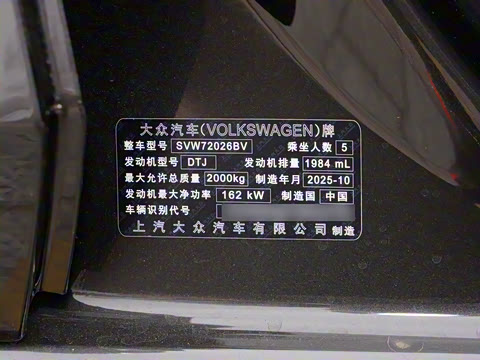 大众汽车(VOLKSWAGEN)牌
整车型号 SVW72026BV 乘坐人数 5
发动机型号 DTJ 发动机排量 1984 mL
最大允许总质量 2000kg 制造年月 2025-10
发动机最大净功率 162 kW 制造国 中国
车辆识别代号
上汽大众汽车有限公司 制造